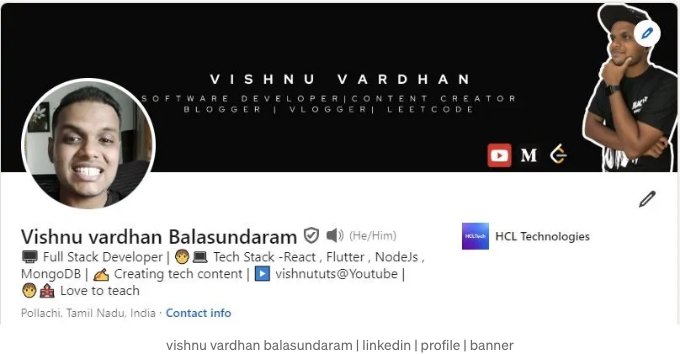 VISHNU VARDHAN
SOFTWARE DEVELOPER|CONTENT CREATOR
BLOGGER | VLOGGER| LEETCODE
M
Vishnu vardhan Balasundaram (He/Him)
HCLTech HCL Technologies
Full Stack Developer | Tech Stack -React , Flutter , NodeJs ,
MongoDB | Creating tech content | vishnututs@Youtube |
Love to teach
Pollachi, Tamil Nadu, India · Contact info
vishnu vardhan balasundaram | linkedin | profile | banner